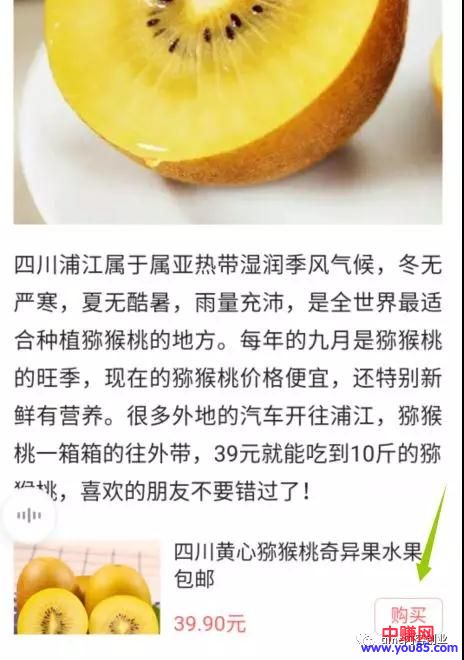 四川浦江属于属亚热带湿润季风气候，冬无
严寒，夏无酷暑，雨量充沛，是全世界最适
合种植猕猴桃的地方。每年的九月是猕猴桃
的旺季，现在的猕猴桃价格便宜，还特别新
鲜有营养。很多外地的汽车开往浦江，猕猴
桃一箱箱的往外带，39元就能吃到10斤的猕
猴桃，喜欢的朋友不要错过了！
四川黄心猕猴桃奇异果水果
包邮
39.90元
购买
中赚网
www.you85.com